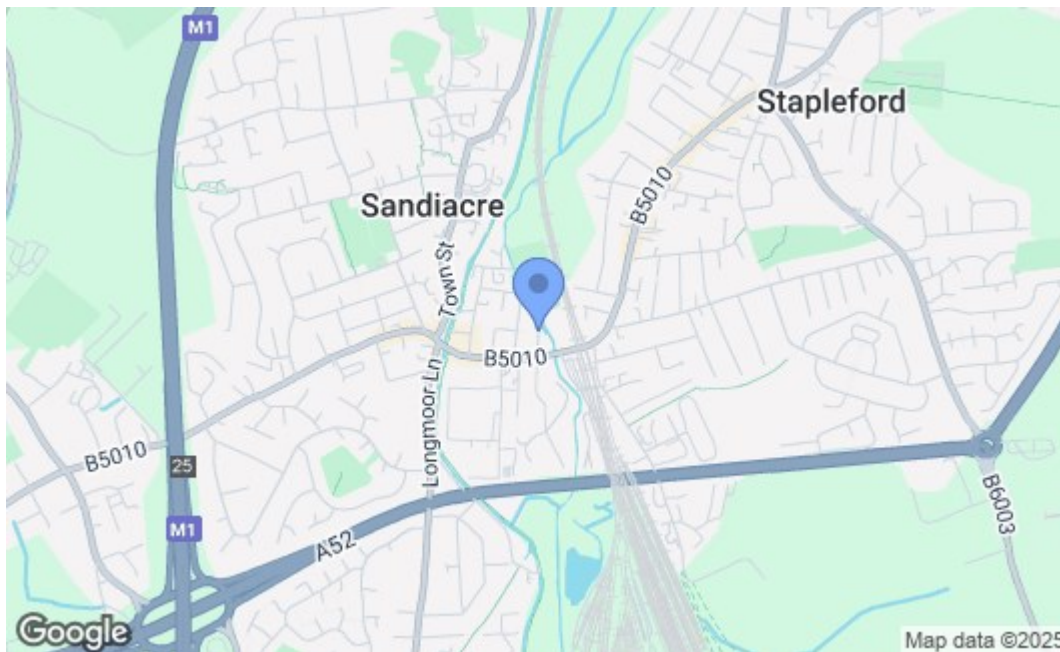 M1
Stapleford
Sandiacre
B5010
Town St
B5010
Longmoor Ln
B5010
25
M1
A52
B6003
Google
Map data ©2025